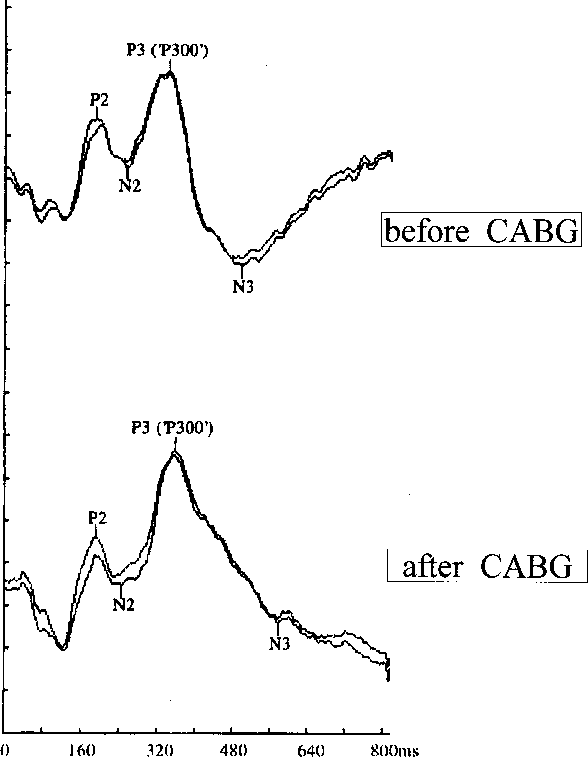 P3 ('P300')
P2
N2
before CABG
N3
P3 ('P300')
P2
after CABG
N2
N3
0 160 320 480 640 800ms